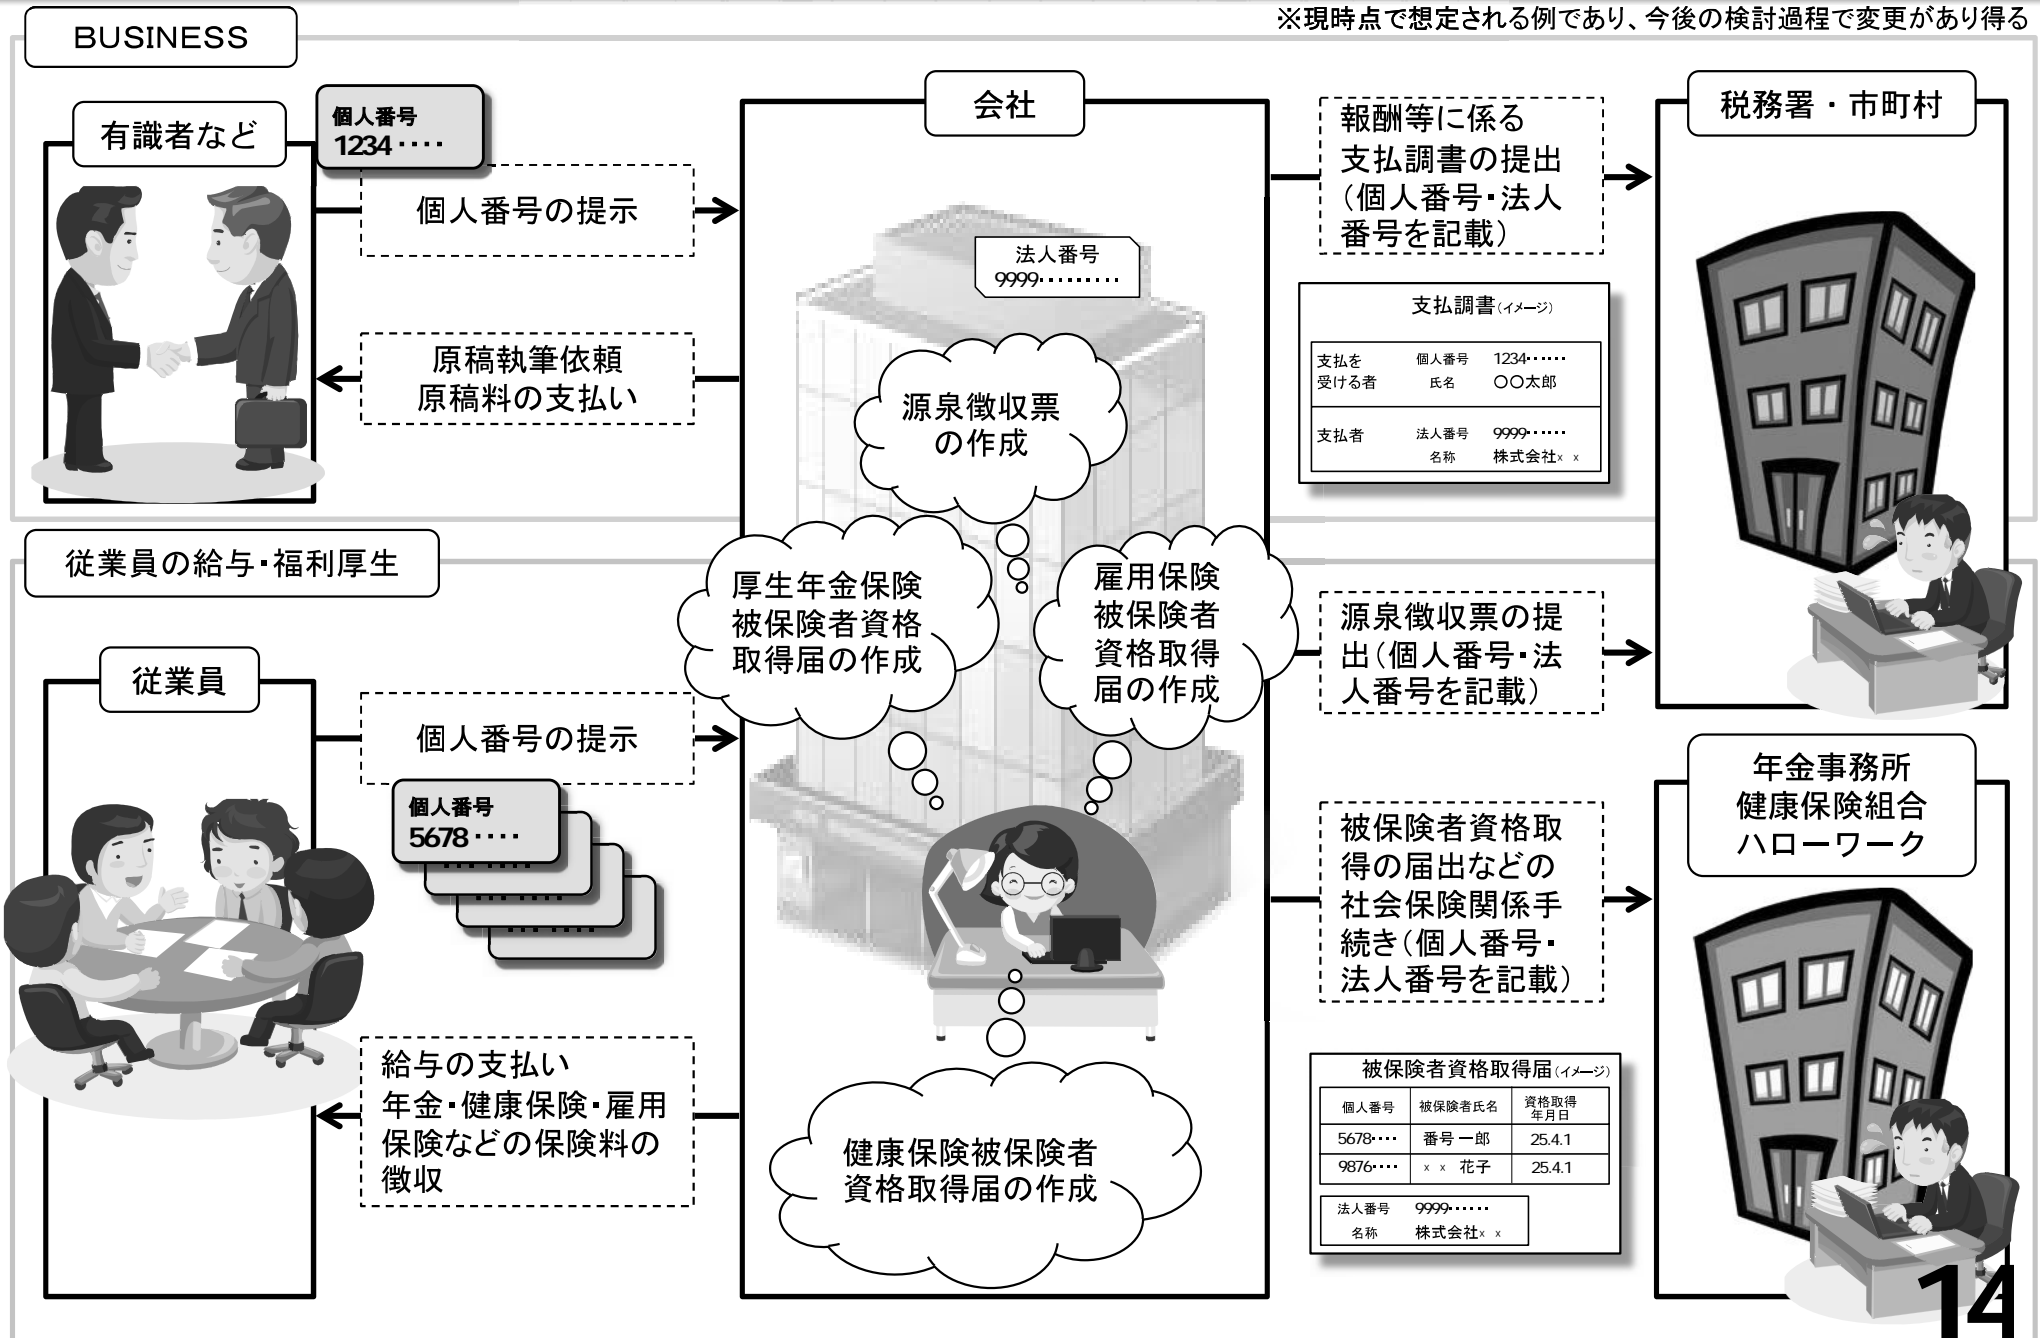 ※現時点で想定される例であり、今後の検討過程で変更があり得る
BUSINESS
有識者など
個人番号
1234 ････
個人番号の提示
原稿執筆依頼
原稿料の支払い
会社
法人番号
9999･････････
源泉徴収票
の作成
厚生年金保険
被保険者資格
取得届の作成
雇用保険
被保険者
資格取得
届の作成
健康保険被保険者
資格取得届の作成
報酬等に係る
支払調書の提出
（個人番号･法人
番号を記載）
支払調書(イメージ)
支払を
受ける者
個人番号 1234･･････
氏名 〇〇太郎
支払者
法人番号 9999･･････
名称 株式会社× ×
税務署・市町村
従業員の給与･福利厚生
従業員
個人番号の提示
個人番号
5678 ････
給与の支払い
年金･健康保険･雇用
保険などの保険料の
徴収
源泉徴収票の提
出（個人番号･法
人番号を記載）
被保険者資格取
得の届出などの
社会保険関係手
続き（個人番号･
法人番号を記載）
年金事務所
健康保険組合
ハローワーク
被保険者資格取得届(イメージ)
個人番号 被保険者氏名 資格取得
年月日
5678････ 番号 一郎 25.4.1
9876････ × × 花子 25.4.1
法人番号 9999･･････
名称 株式会社× ×
14